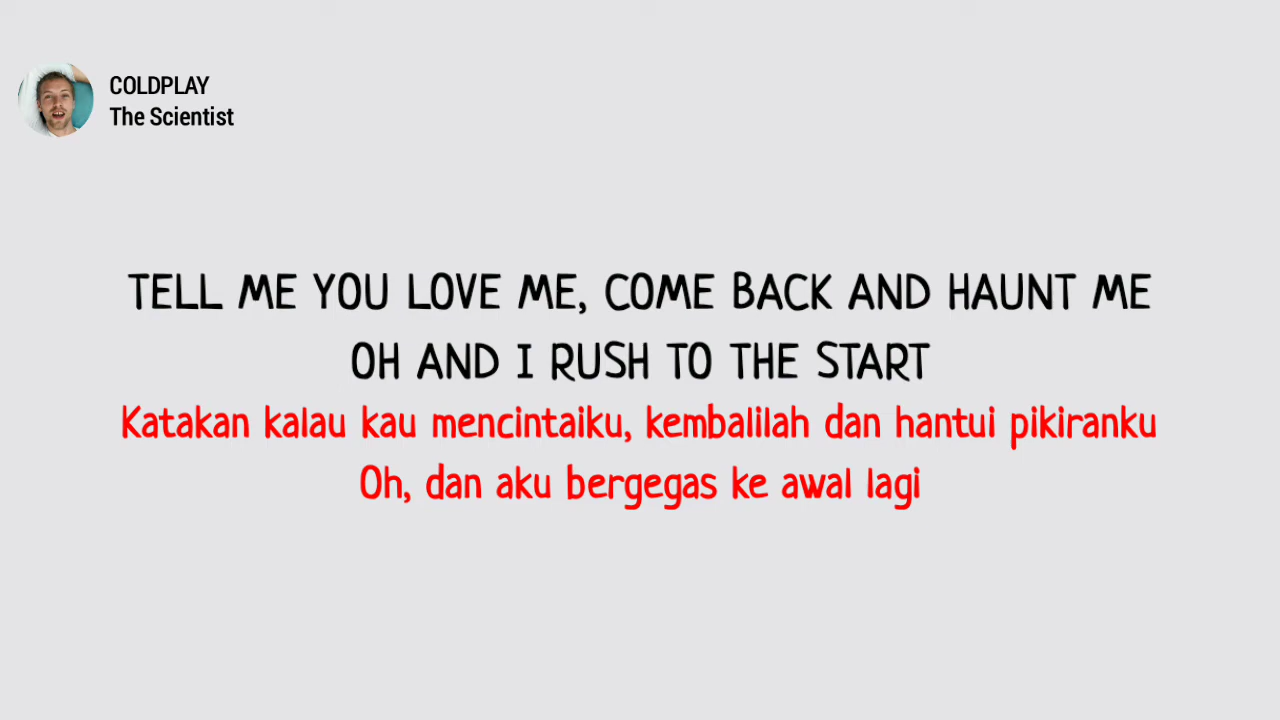 COLDPLAY
The Scientist
TELL ME YOU LOVE ME, COME BACK AND HAUNT ME
OH AND I RUSH TO THE START
Katakan kalau kau mencintaiku, kembalilah dan hantui pikiranku
Oh, dan aku bergegas ke awal lagi